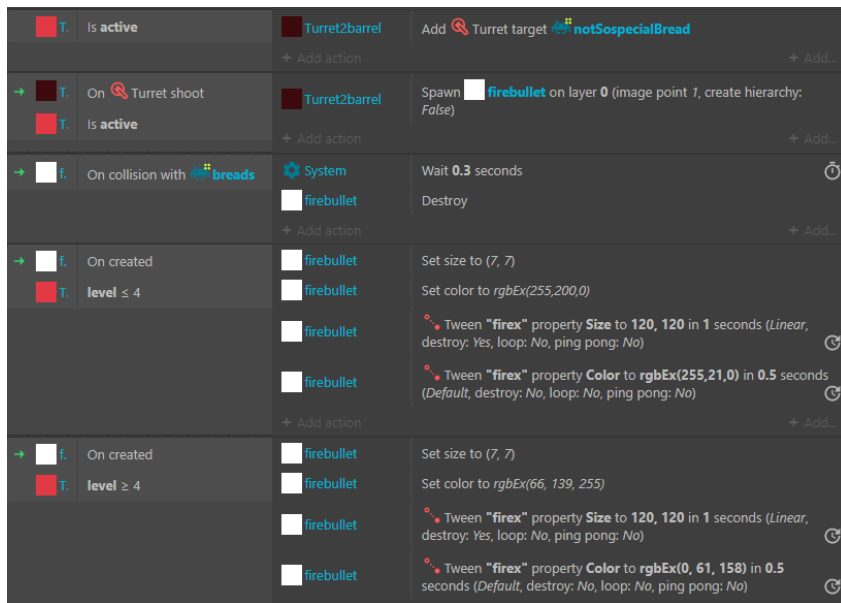 T. Is active Turret2barrel Add Turret target notSospecialBread
+ Add action + Add...
T. On Turret shoot Turret2barrel Spawn firebullet on layer 0 (image point 1, create hierarchy:
False)
T. Is active
+ Add action + Add...
f. On collision with breads System Wait 0.3 seconds
firebullet Destroy
+ Add action + Add...
f. On created firebullet Set size to (7, 7)
T. level ≤ 4 firebullet Set color to rgbEx(255,200,0)
firebullet Tween "firex" property Size to 120, 120 in 1 seconds (Linear,
destroy: Yes, loop: No, ping pong: No)
firebullet Tween "firex" property Color to rgbEx(255,21,0) in 0.5 seconds
(Default, destroy: No, loop: No, ping pong: No)
+ Add action + Add...
f. On created firebullet Set size to (7, 7)
T. level ≥ 4 firebullet Set color to rgbEx(66, 139, 255)
firebullet Tween "firex" property Size to 120, 120 in 1 seconds (Linear,
destroy: Yes, loop: No, ping pong: No)
firebullet Tween "firex" property Color to rgbEx(0, 61, 158) in 0.5
seconds (Default, destroy: No, loop: No, ping pong: No)